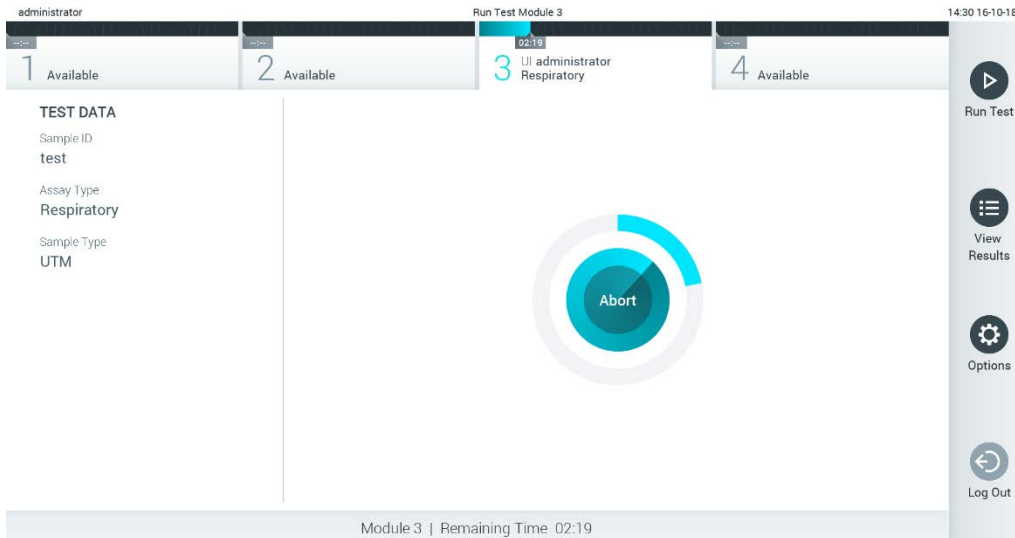 administrator
Run Test Module 3
14:30 16-10-18
--:--
1 Available
--:--
2 Available
02:19
3 UI administrator
Respiratory
--:--
4 Available
TEST DATA
Sample ID
test
Assay Type
Respiratory
Sample Type
UTM
Abort
Run Test
View
Results
Options
Log Out
Module 3 | Remaining Time 02:19